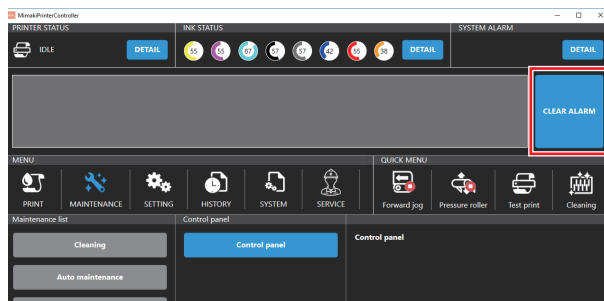 MimakiPrinterController
PRINTER STATUS INK STATUS SYSTEM ALARM
IDLE DETAIL 55 55 87 57 57 42 55 38 DETAIL DETAIL
CLEAR ALARM
MENU QUICK MENU
PRINT MAINTENANCE SETTING HISTORY SYSTEM SERVICE Forward jog Pressure roller Test print Cleaning
Maintenance list Control panel
Cleaning Control panel Control panel
Auto maintenance